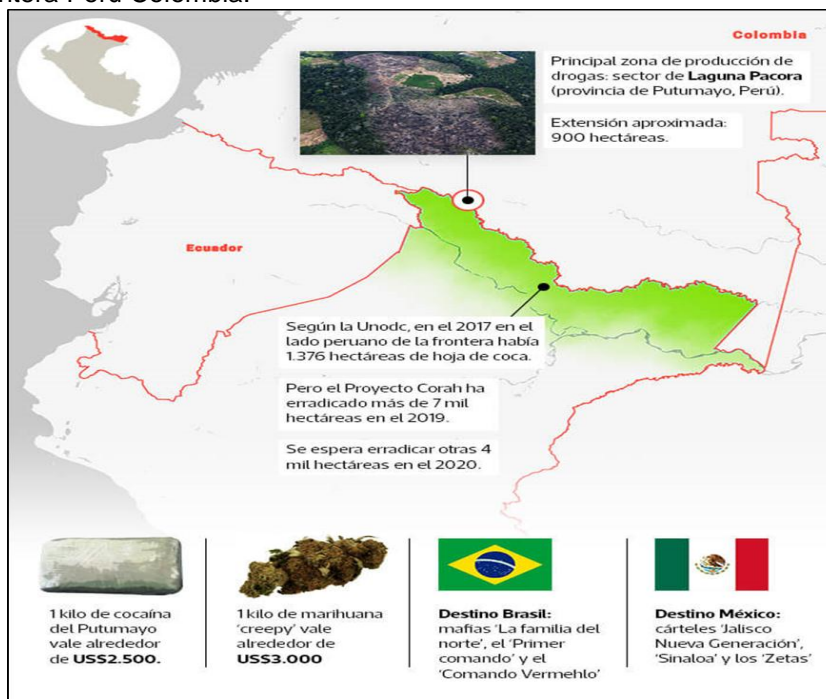 Colombia
Principal zona de producción de
drogas: sector de Laguna Pacora
(provincia de Putumayo, Perú).
Extensión aproximada:
900 hectáreas.
Ecuador
Según la Unodc, en el 2017 en el
lado peruano de la frontera había
1.376 hectáreas de hoja de coca.
Pero el Proyecto Corah ha
erradicado más de 7 mil
hectáreas en el 2019.
Se espera erradicar otras 4
mil hectáreas en el 2020.
1 kilo de cocaína
del Putumayo
vale alrededor
de US$2.500.
1 kilo de marihuana
'creepy' vale
alrededor de
US$3.000
Destino Brasil:
mafias 'La familia del
norte', el 'Primer
comando' y el
'Comando Vermehlo'
Destino México:
cárteles 'Jalisco
Nueva Generación',
'Sinaloa' y los 'Zetas'